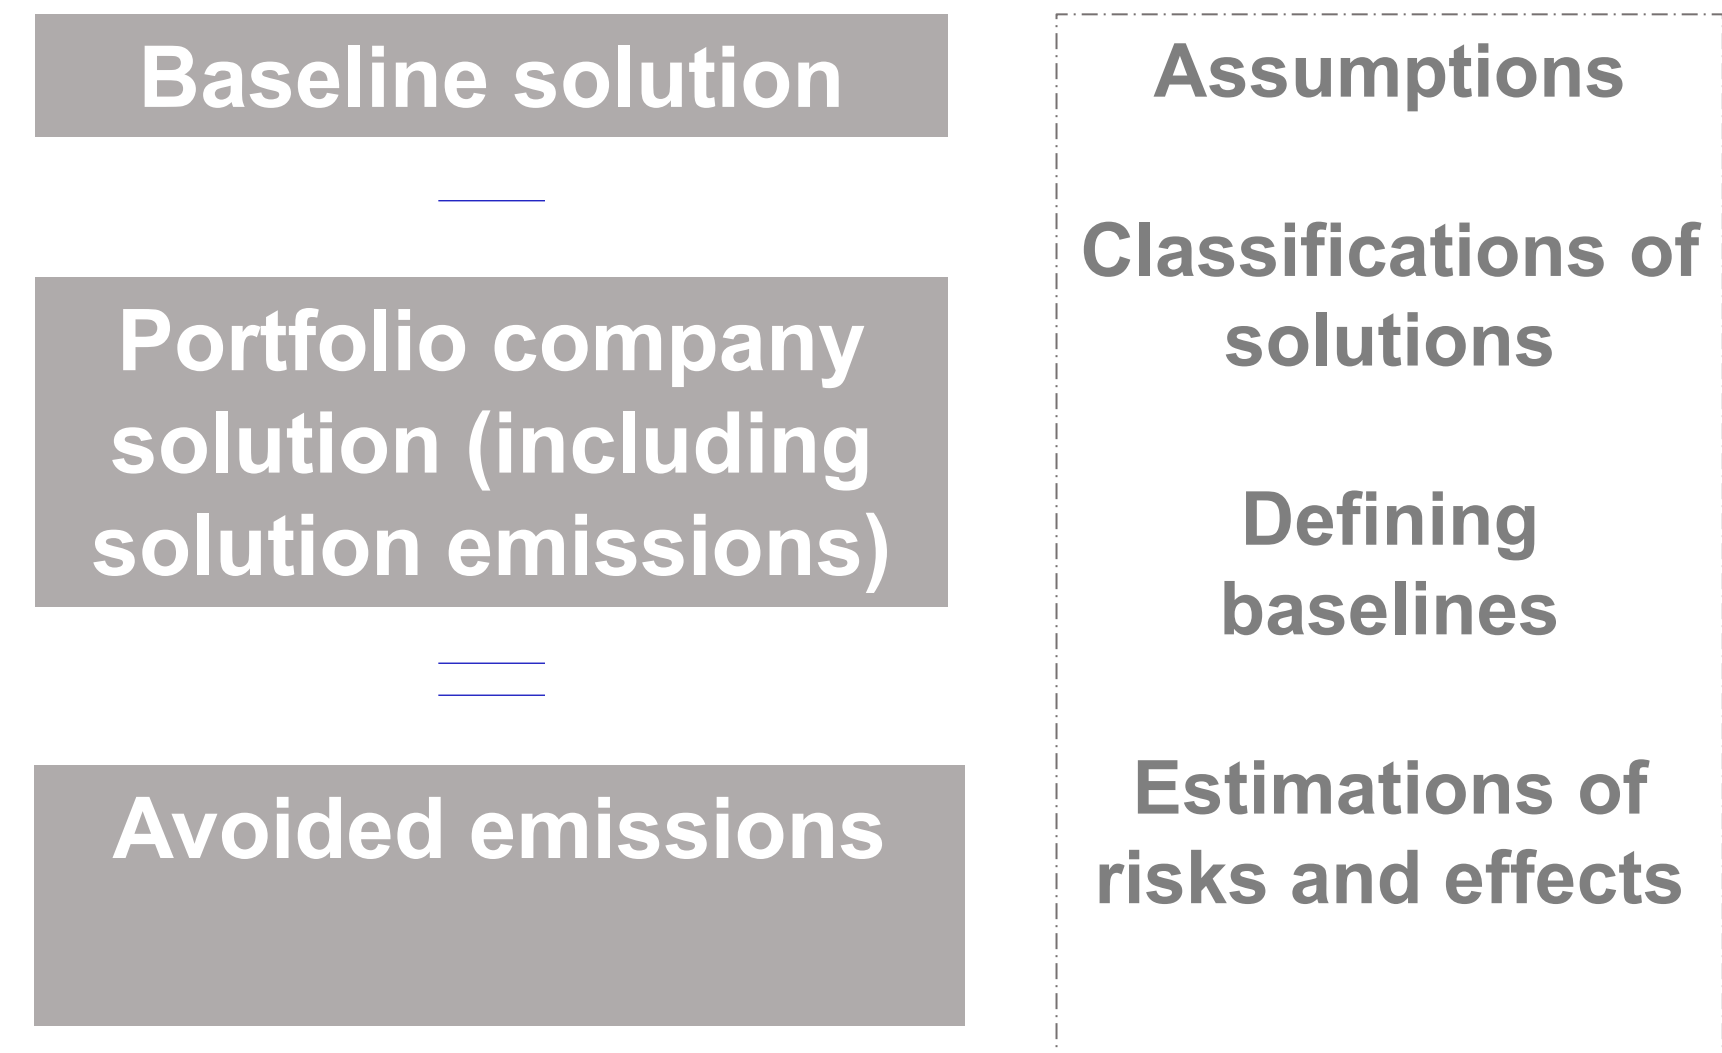 Baseline solution
Portfolio company
solution (including
solution emissions)
Avoided emissions
Assumptions
Classifications of
solutions
Defining
baselines
Estimations of
risks and effects